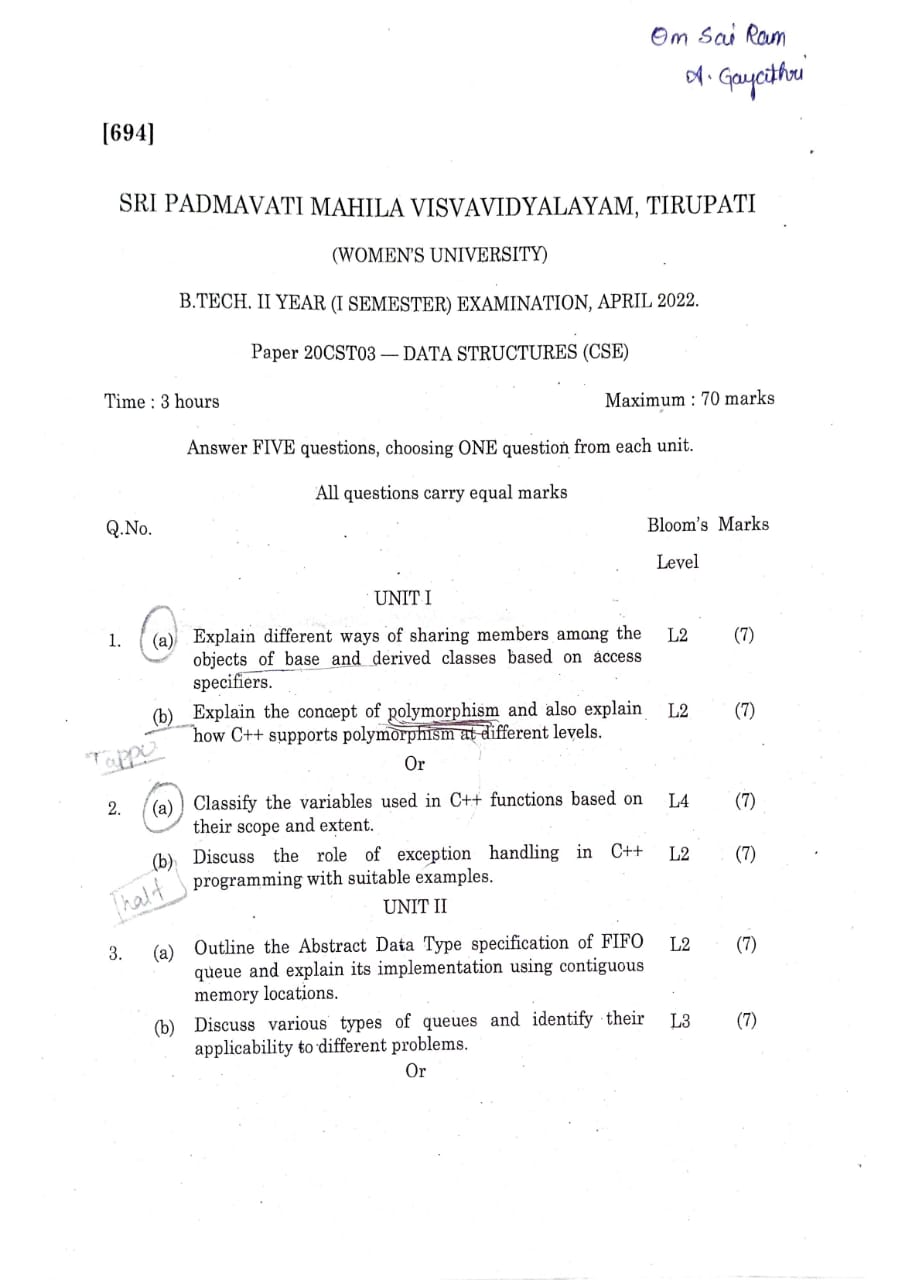 Om Sai Ram
A. Gayathri
[694]
SRI PADMAVATI MAHILA VISVAVIDYALAYAM, TIRUPATI
(WOMEN'S UNIVERSITY)
B.TECH. II YEAR (I SEMESTER) EXAMINATION, APRIL 2022.
Paper 20CST03 — DATA STRUCTURES (CSE)
Time : 3 hours Maximum : 70 marks
Answer FIVE questions, choosing ONE question from each unit.
All questions carry equal marks
Q.No. Bloom's Marks
Level
UNIT I
1. (a) Explain different ways of sharing members among the L2 (7)
objects of base and derived classes based on access
specifiers.
(b) Explain the concept of polymorphism and also explain L2 (7)
how C++ supports polymorphism at different levels.
Tappu
Or
2. (a) Classify the variables used in C++ functions based on L4 (7)
their scope and extent.
(b) Discuss the role of exception handling in C++ L2 (7)
programming with suitable examples.
half
UNIT II
3. (a) Outline the Abstract Data Type specification of FIFO L2 (7)
queue and explain its implementation using contiguous
memory locations.
(b) Discuss various types of queues and identify their L3 (7)
applicability to different problems.
Or